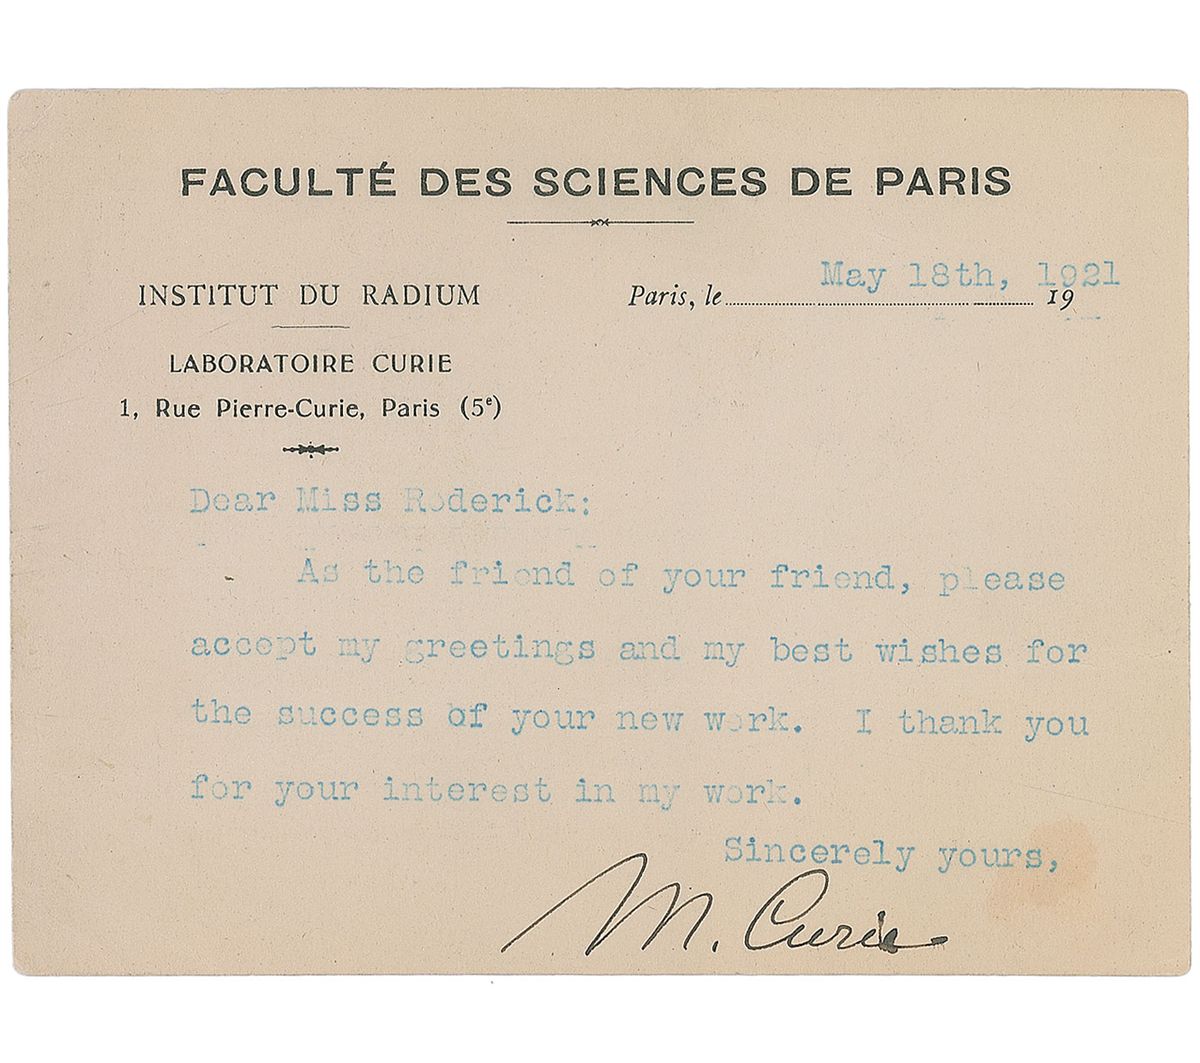 FACULTÉ DES SCIENCES DE PARIS
INSTITUT DU RADIUM
LABORATOIRE CURIE
1, Rue Pierre-Curie, Paris (5e)
Paris, le May 18th, 1921 19
Dear Miss Roderick:
As the friend of your friend, please
accept my greetings and my best wishes for
the success of your new work. I thank you
for your interest in my work.
Sincerely yours,
M. Curie